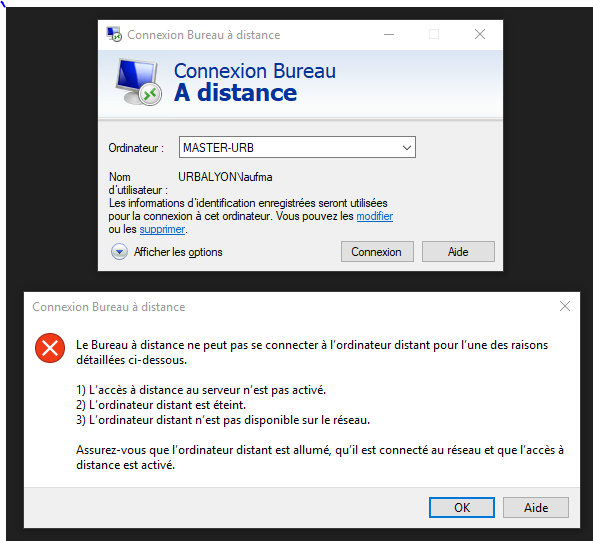 Connexion Bureau à distance
Connexion Bureau
A distance
Ordinateur :
MASTER-URB
Nom
d'utilisateur :
URBALYON\aufma
Les informations d'identification enregistrées seront utilisées
pour la connexion à cet ordinateur. Vous pouvez les modifier
ou les supprimer.
Afficher les options
Connexion
Aide
Connexion Bureau à distance
Le Bureau à distance ne peut pas se connecter à l'ordinateur distant pour l'une des raisons
détaillées ci-dessous.
1) L'accès à distance au serveur n'est pas activé.
2) L'ordinateur distant est éteint.
3) L'ordinateur distant n'est pas disponible sur le réseau.
Assurez-vous que l'ordinateur distant est allumé, qu'il est connecté au réseau et que l'accès à
distance est activé.
OK
Aide